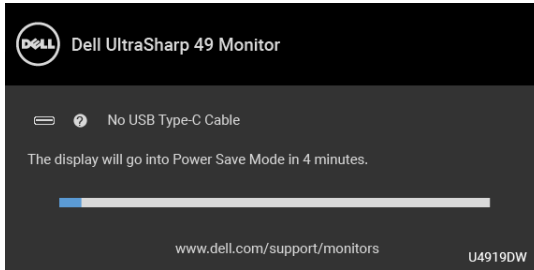 DELL Dell UltraSharp 49 Monitor
? No USB Type-C Cable
The display will go into Power Save Mode in 4 minutes.
www.dell.com/support/monitors
U4919DW